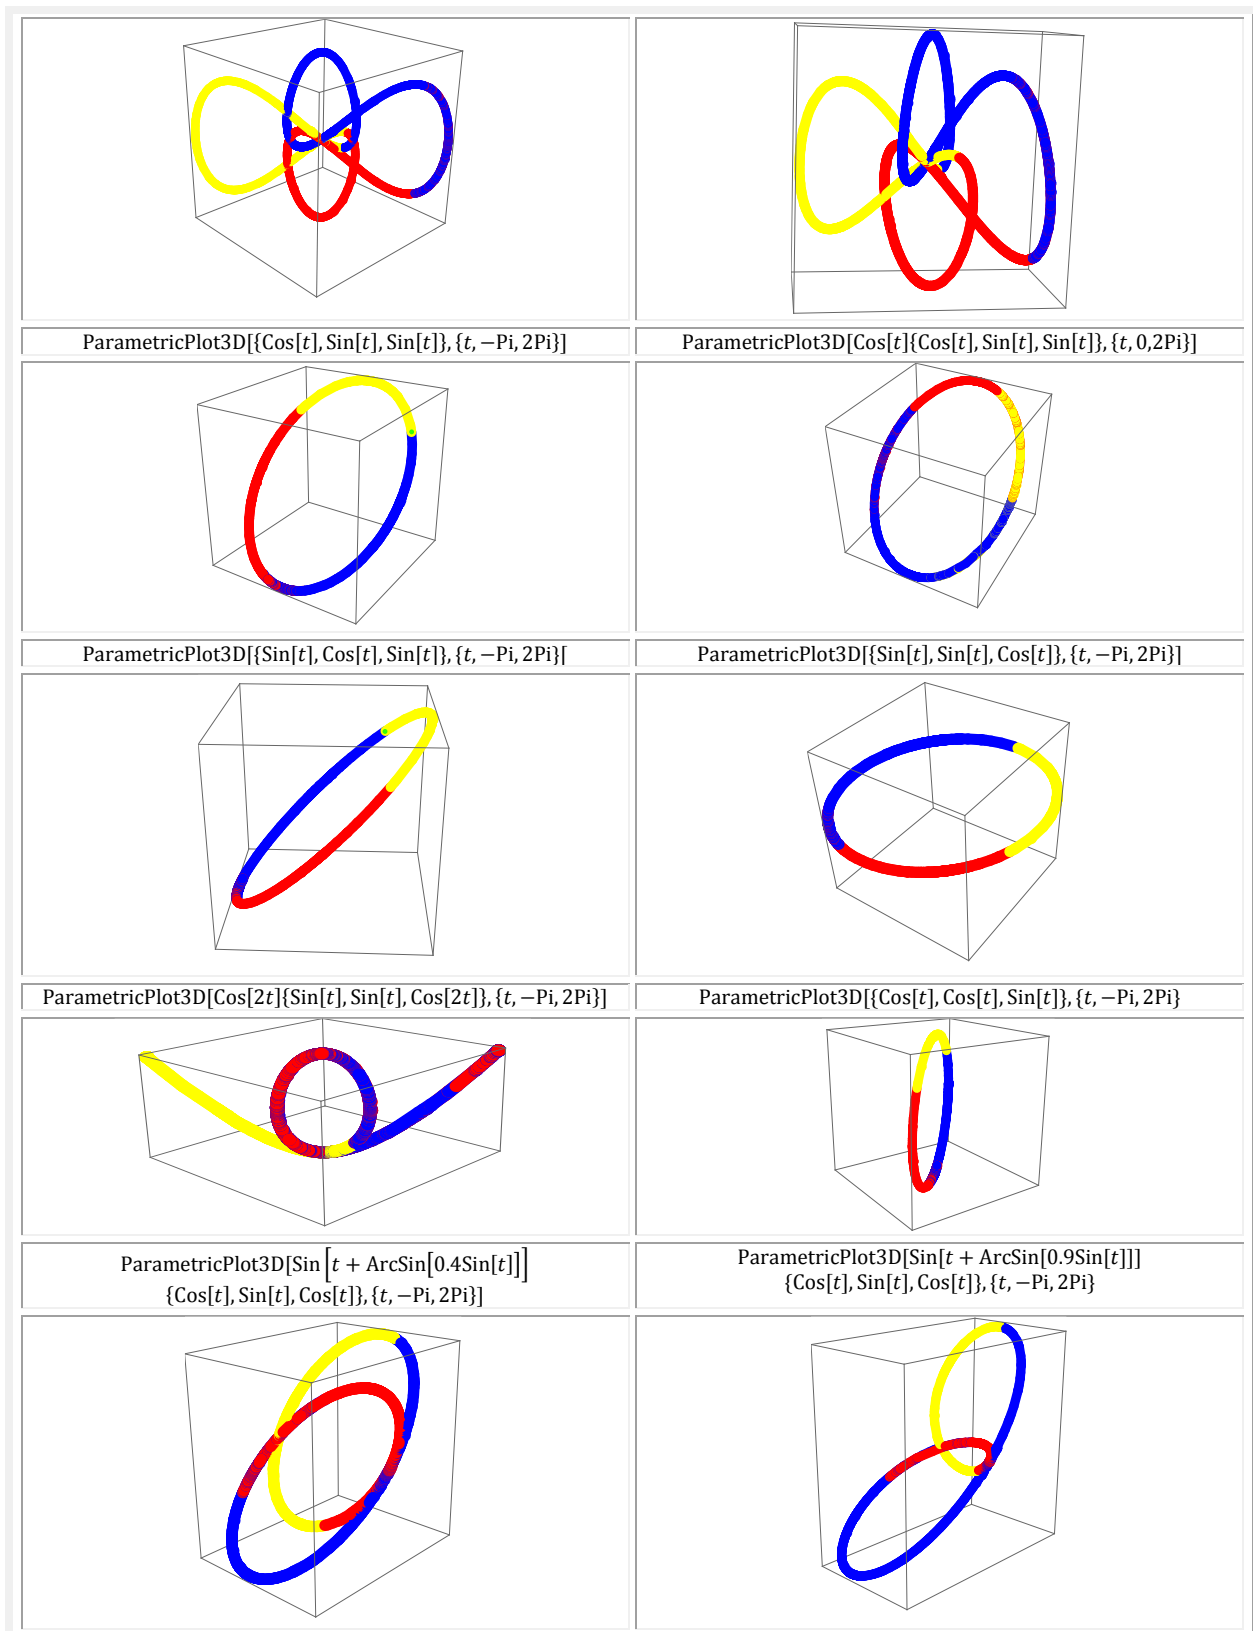 ParametricPlot3D[{Cos[t], Sin[t], Sin[t]}, {t, −Pi, 2Pi}]
ParametricPlot3D[Cos[t]{Cos[t], Sin[t], Sin[t]}, {t, 0,2Pi}]
ParametricPlot3D[{Sin[t], Cos[t], Sin[t]}, {t, −Pi, 2Pi}[
ParametricPlot3D[{Sin[t], Sin[t], Cos[t]}, {t, −Pi, 2Pi}]
ParametricPlot3D[Cos[2t]{Sin[t], Sin[t], Cos[2t]}, {t, −Pi, 2Pi}]
ParametricPlot3D[{Cos[t], Cos[t], Sin[t]}, {t, −Pi, 2Pi}
ParametricPlot3D[Sin[t + ArcSin[0.4Sin[t]]]
{Cos[t], Sin[t], Cos[t]}, {t, −Pi, 2Pi}]
ParametricPlot3D[Sin[t + ArcSin[0.9Sin[t]]]
{Cos[t], Sin[t], Cos[t]}, {t, −Pi, 2Pi}